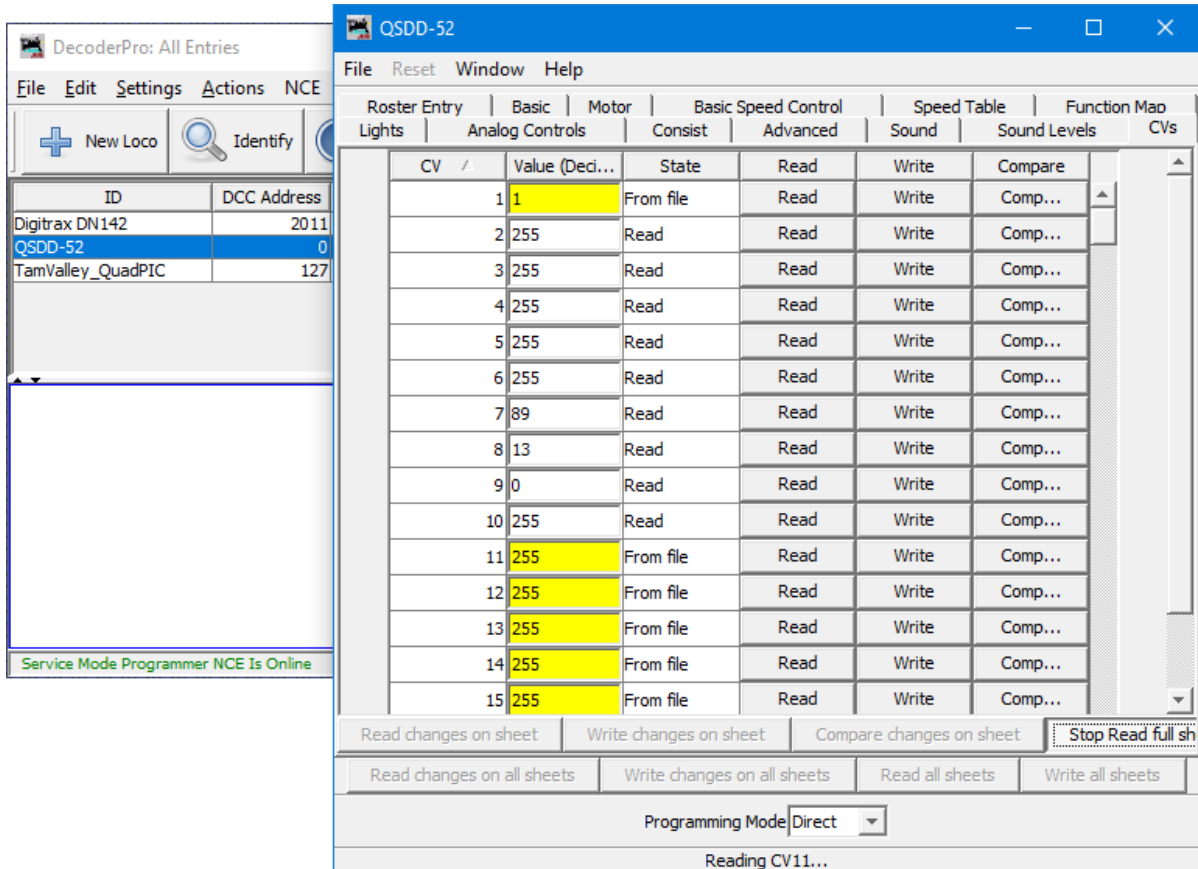 DecoderPro: All Entries
File Edit Settings Actions NCE
New Loco Identify
ID DCC Address
Digitrax DN142 2011
QSDD-52 0
TamValley_QuadPIC 127
Service Mode Programmer NCE Is Online
QSDD-52
File Reset Window Help
Roster Entry Basic Motor Basic Speed Control Speed Table Function Map
Lights Analog Controls Consist Advanced Sound Sound Levels CVs
CV Value (Deci... State Read Write Compare
1 1 From file Read Write Comp...
2 255 Read Read Write Comp...
3 255 Read Read Write Comp...
4 255 Read Read Write Comp...
5 255 Read Read Write Comp...
6 255 Read Read Write Comp...
7 89 Read Read Write Comp...
8 13 Read Read Write Comp...
9 0 Read Read Write Comp...
10 255 Read Read Write Comp...
11 255 From file Read Write Comp...
12 255 From file Read Write Comp...
13 255 From file Read Write Comp...
14 255 From file Read Write Comp...
15 255 From file Read Write Comp...
Read changes on sheet Write changes on sheet Compare changes on sheet Stop Read full sh
Read changes on all sheets Write changes on all sheets Read all sheets Write all sheets
Programming Mode Direct
Reading CV11...